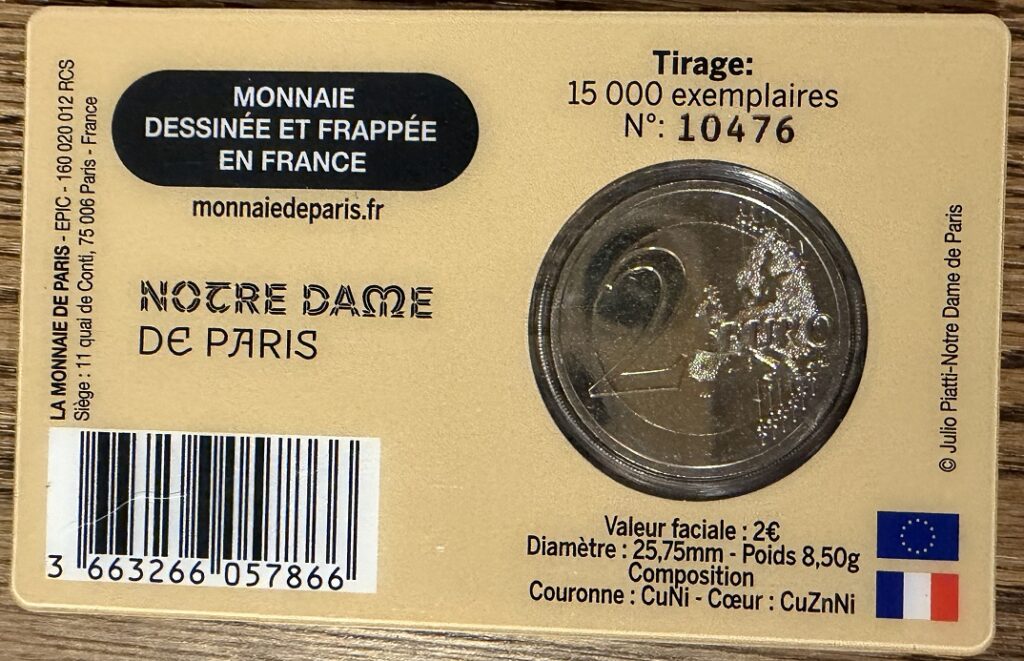 LA MONNAIE DE PARIS - EPIC - 160 020 012 RCS
Siège : 11 quai de Conti, 75 006 Paris - France
MONNAIE
DESSINÉE ET FRAPPÉE
EN FRANCE
monnaiedeparis.fr
NOTRE DAME
DE PARIS
3 663266 057866
Tirage:
15 000 exemplaires
N°: 10476
2 EURO
Valeur faciale : 2€
Diamètre : 25,75mm - Poids 8,50g
Composition
Couronne : CuNi - Cœur : CuZnNi
© Julio Piatti-Notre Dame de Paris